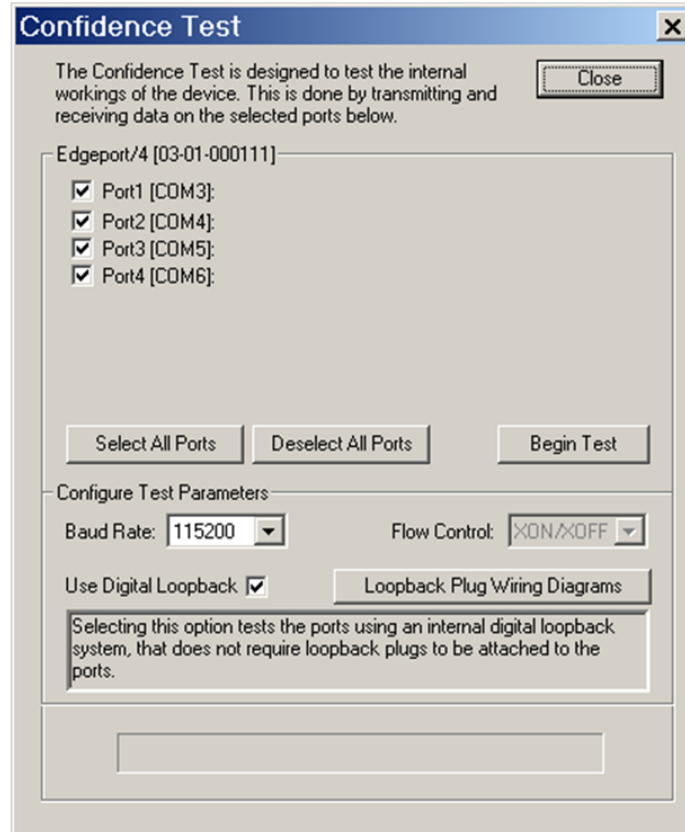 Confidence Test
The Confidence Test is designed to test the internal
workings of the device. This is done by transmitting and
receiving data on the selected ports below.
Close
Edgeport/4 [03-01-000111]
Port1 [COM3]:
Port2 [COM4]:
Port3 [COM5]:
Port4 [COM6]:
Select All Ports Deselect All Ports Begin Test
Configure Test Parameters
Baud Rate: 115200 Flow Control: XON/XOFF
Use Digital Loopback Loopback Plug Wiring Diagrams
Selecting this option tests the ports using an internal digital loopback
system, that does not require loopback plugs to be attached to the
ports.